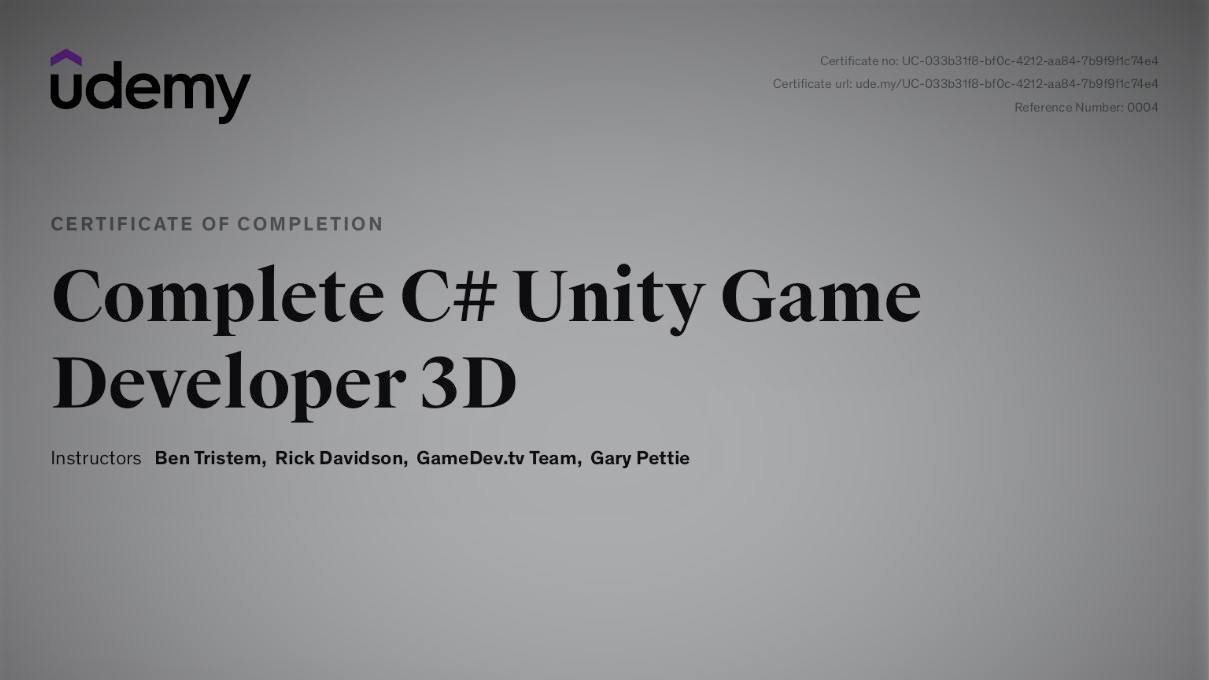 udemy
Certificate no: UC-033b31f8-bf0c-4212-aa84-7b9f9f1c74e4
Certificate url: ude.my/UC-033b31f8-bf0c-4212-aa84-7b9f9f1c74e4
Reference Number: 0004
CERTIFICATE OF COMPLETION
Complete C# Unity Game
Developer 3D
Instructors Ben Tristem, Rick Davidson, GameDev.tv Team, Gary Pettie